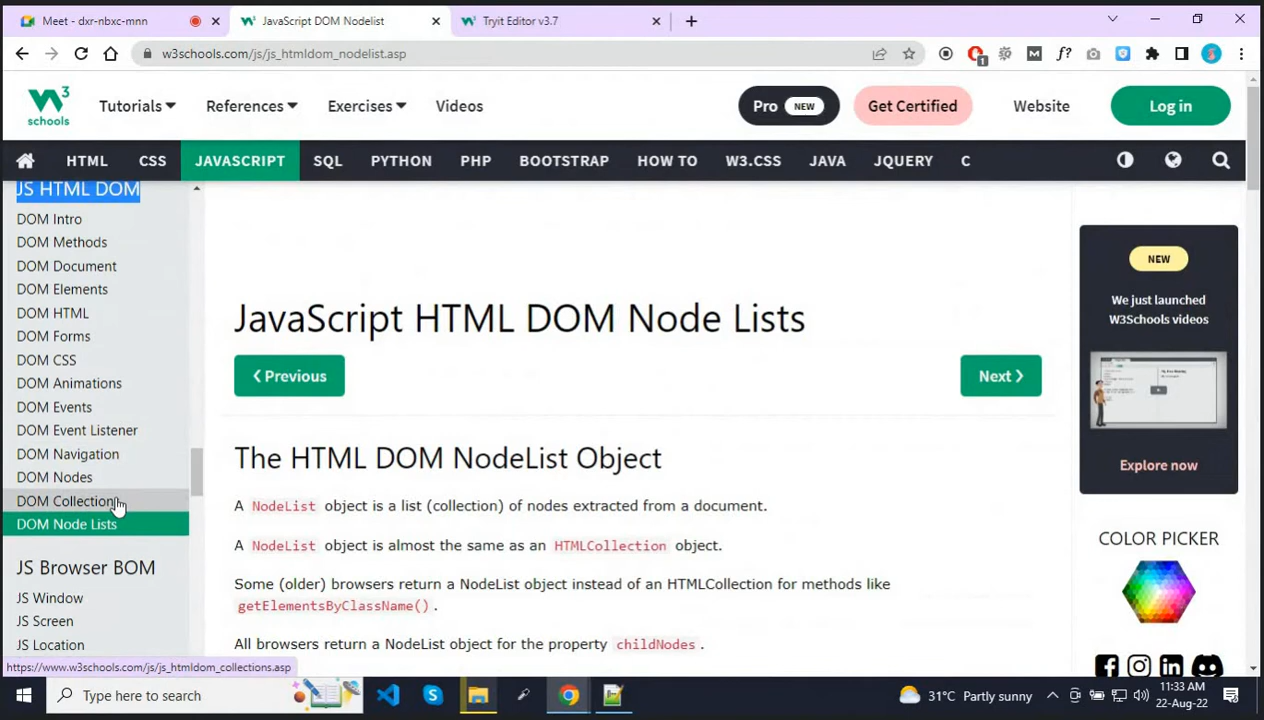 Meet - dxr-nbxc-mnn
JavaScript DOM Nodelist
Tryit Editor v3.7
w3schools.com/js/js_htmldom_nodelist.asp
1
M
f?
S
w3
schools
Tutorials
References
Exercises
Videos
Pro NEW
Get Certified
Website
Log in
HTML
CSS
JAVASCRIPT
SQL
PYTHON
PHP
BOOTSTRAP
HOW TO
W3.CSS
JAVA
JQUERY
C
JS HTML DOM
DOM Intro
DOM Methods
DOM Document
DOM Elements
DOM HTML
DOM Forms
DOM CSS
DOM Animations
DOM Events
DOM Event Listener
DOM Navigation
DOM Nodes
DOM Collections
DOM Node Lists
JS Browser BOM
JS Window
JS Screen
JS Location
https://www.w3schools.com/js/js_htmldom_collections.asp
JavaScript HTML DOM Node Lists
❮ Previous
Next ❯
The HTML DOM NodeList Object
A NodeList object is a list (collection) of nodes extracted from a document.
A NodeList object is almost the same as an HTMLCollection object.
Some (older) browsers return a NodeList object instead of an HTMLCollection for methods like
getElementsByClassName() .
All browsers return a NodeList object for the property childNodes .
NEW
We just launched
W3Schools videos
Explore now
COLOR PICKER
Type here to search
31°C Partly sunny
11:33 AM
22-Aug-22